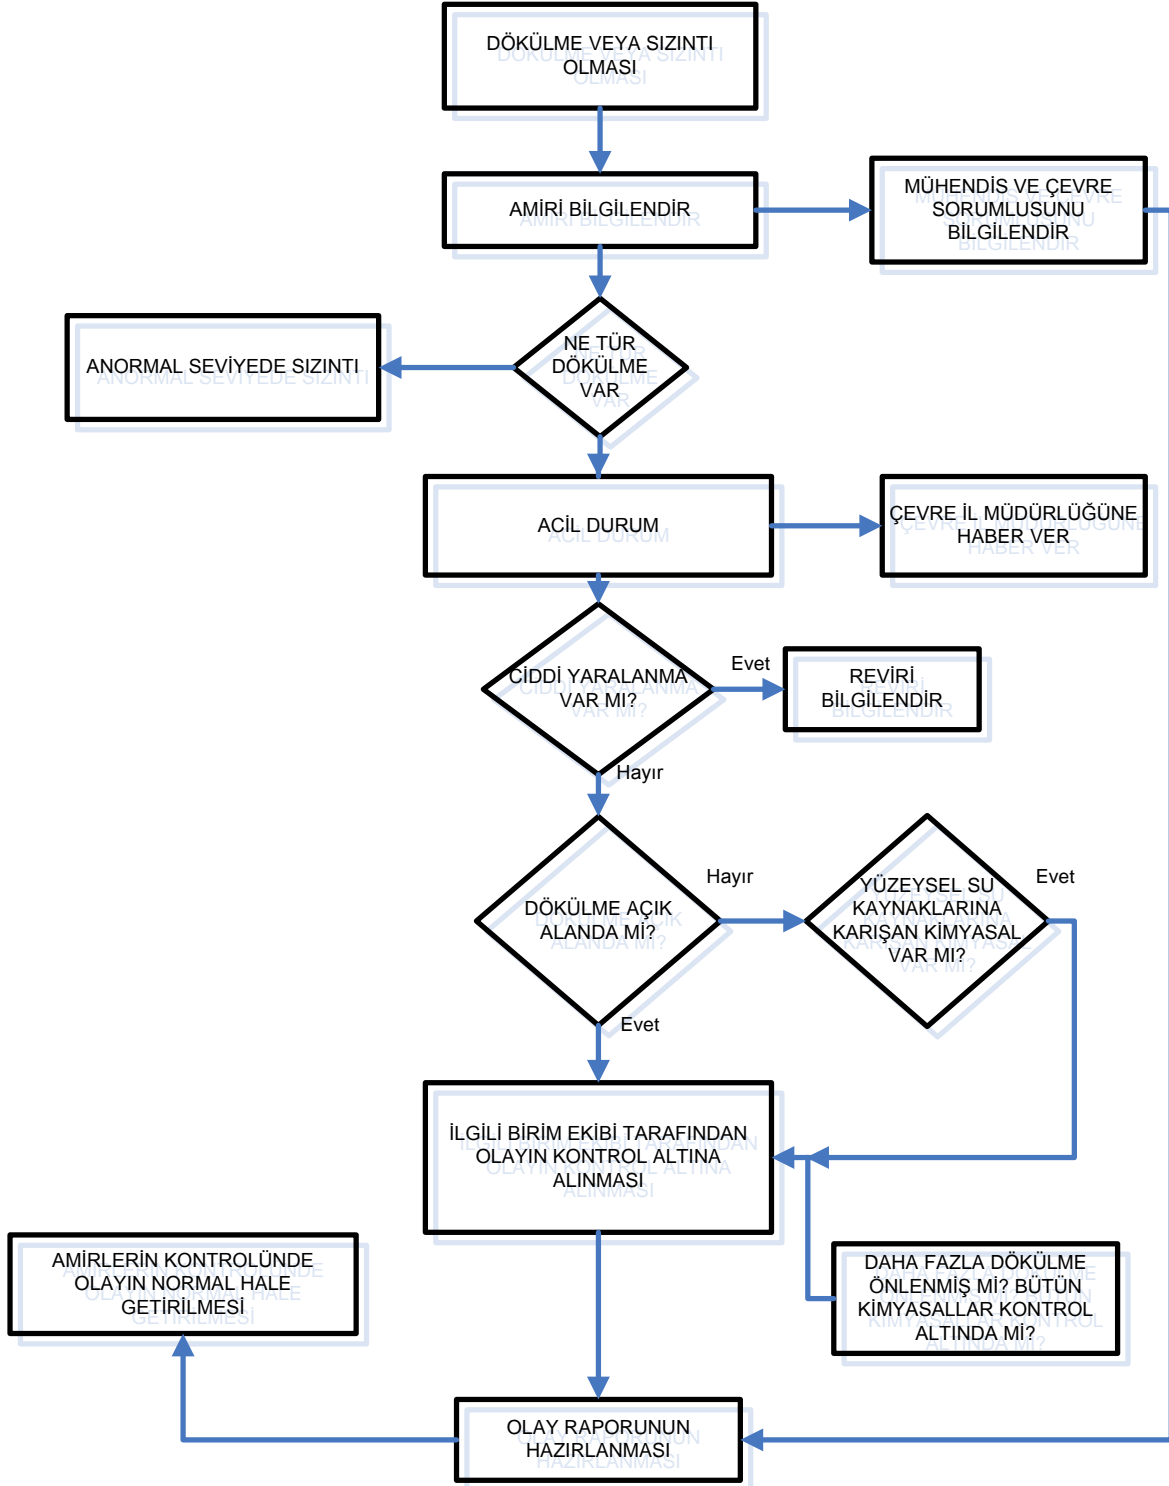 DÖKÜLME VEYA SIZINTI
OLMASI
AMİRİ BİLGİLENDİR
MÜHENDİS VE ÇEVRE
SORUMLUSUNU
BİLGİLENDİR
NE TÜR
DÖKÜLME
VAR
ANORMAL SEVİYEDE SIZINTI
ACİL DURUM
ÇEVRE İL MÜDÜRLÜĞÜNE
HABER VER
CİDDİ YARALANMA
VAR MI?
Evet
REVİRİ
BİLGİLENDİR
Hayır
DÖKÜLME AÇIK
ALANDA Mİ?
Hayır
YÜZEYSEL SU
KAYNAKLARINA
KARIŞAN KİMYASAL
VAR MI?
Evet
Evet
İLGİLİ BİRİM EKİBİ TARAFINDAN
OLAYIN KONTROL ALTINA
ALINMASI
AMİRLERİN KONTROLÜNDE
OLAYIN NORMAL HALE
GETİRİLMESİ
DAHA FAZLA DÖKÜLME
ÖNLENMİŞ Mİ? BÜTÜN
KİMYASALLAR KONTROL
ALTINDA Mİ?
OLAY RAPORUNUN
HAZIRLANMASI